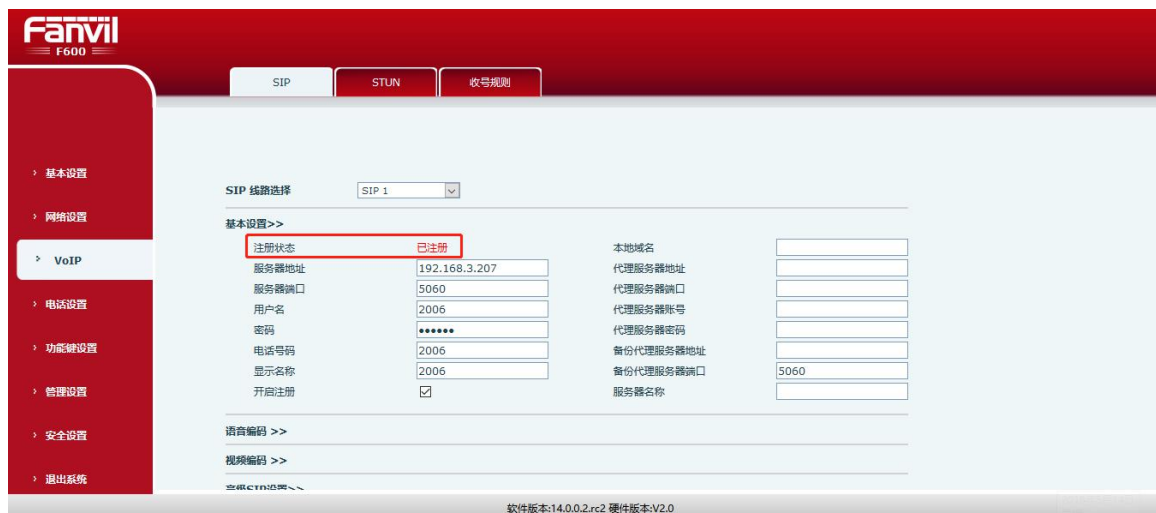 Fanvil
F600
SIP
STUN
收号规则
基本设置
网络设置
VoIP
电话设置
功能键设置
管理设置
安全设置
退出系统
SIP 线路选择 SIP 1
基本设置>>
注册状态 已注册 本地域名
服务器地址 192.168.3.207 代理服务器地址
服务器端口 5060 代理服务器端口
用户名 2006 代理服务器账号
密码 •••••• 代理服务器密码
电话号码 2006 备份代理服务器地址
显示名称 2006 备份代理服务器端口 5060
开启注册 服务器名称
语音编码 >>
视频编码 >>
高级SIP设置>>
软件版本:14.0.0.2.rc2 硬件版本:V2.0